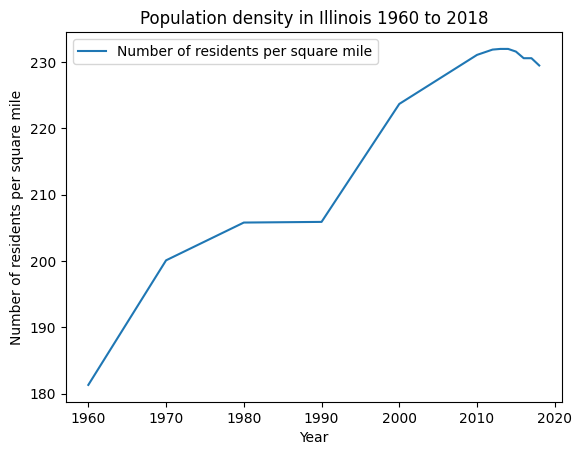 Population density in Illinois 1960 to 2018
Number of residents per square mile
Number of residents per square mile
230
220
210
200
190
180
1960 1970 1980 1990 2000 2010 2020
Year